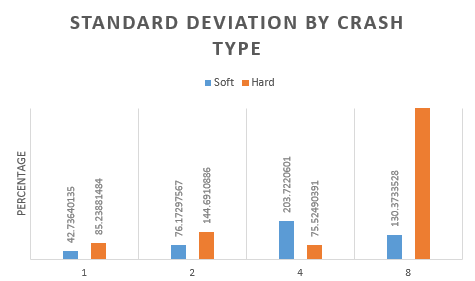 STANDARD DEVIATION BY CRASH
TYPE
Soft Hard
PERCENTAGE
42.73640135
85.23881484
76.17297567
144.6910886
203.7220601
75.52490391
130.3733528
1 2 4 8